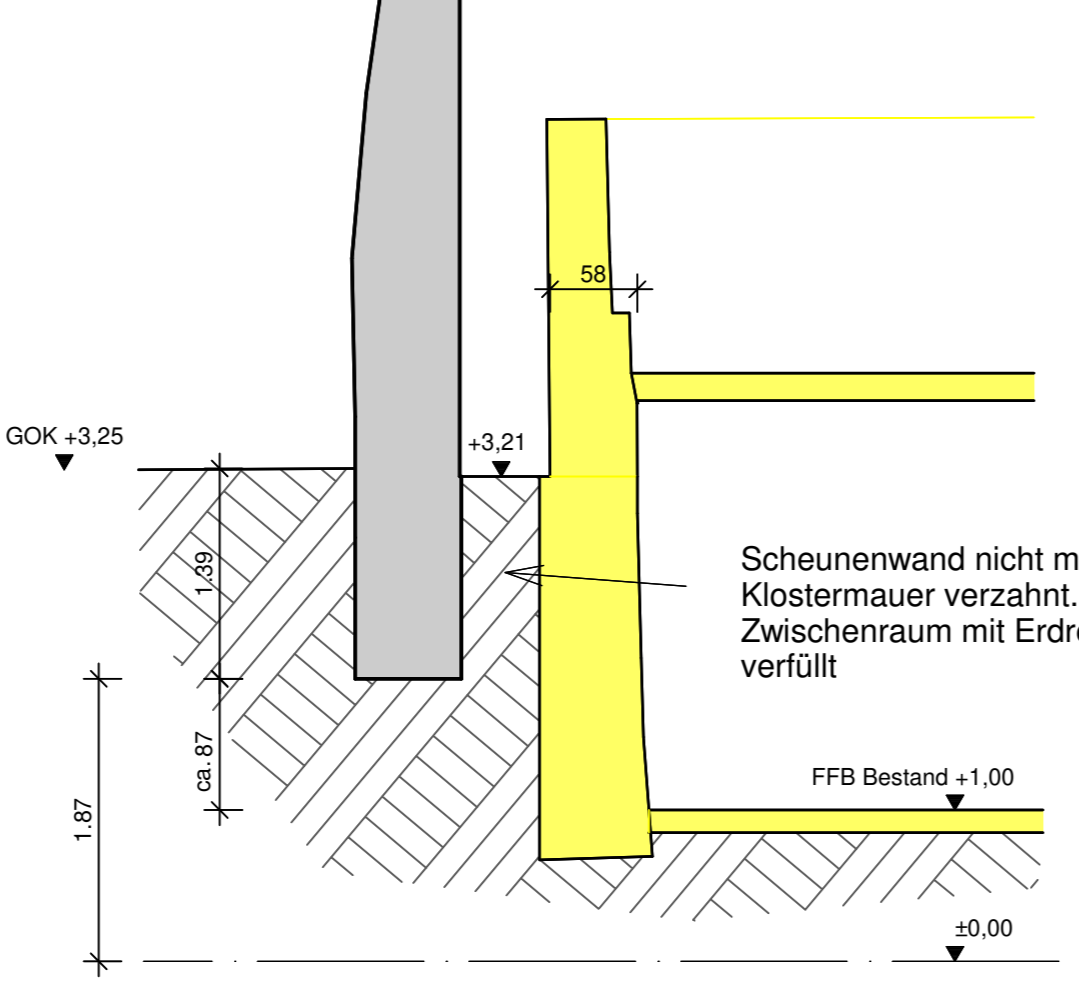 58
GOK +3,25
+3,21
1.39
Scheunenwand nicht m
Klostermauer verzahnt.
Zwischenraum mit Erdre
verfüllt
ca. 87
1.87
FFB Bestand +1,00
±0,00